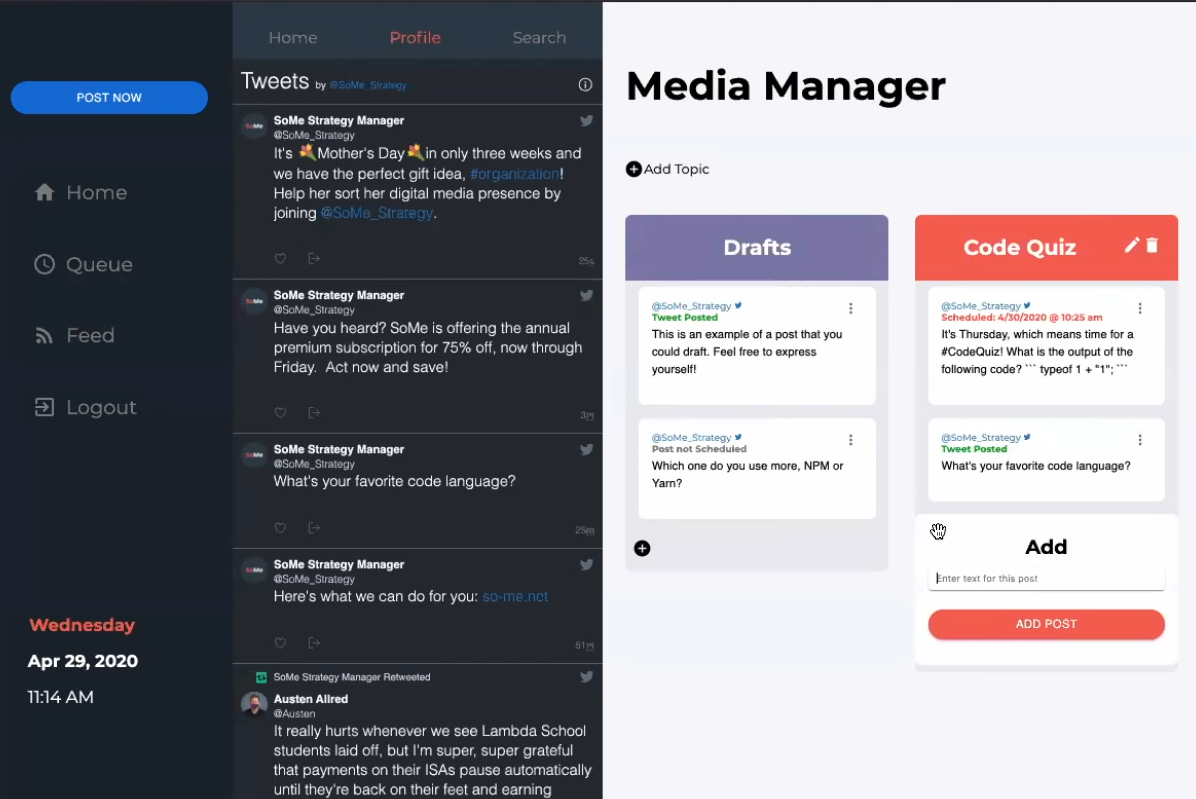 POST NOW
Home
Queue
Feed
Logout
Wednesday
Apr 29, 2020
11:14 AM
Home Profile Search
Tweets by @SoMe_Strategy
SoMe Strategy Manager
@SoMe_Strategy
It's 💐Mother's Day💐in only three weeks and
we have the perfect gift idea, #organization!
Help her sort her digital media presence by
joining @SoMe_Strategy.
25s
SoMe Strategy Manager
@SoMe_Strategy
Have you heard? SoMe is offering the annual
premium subscription for 75% off, now through
Friday. Act now and save!
3m
SoMe Strategy Manager
@SoMe_Strategy
What's your favorite code language?
25m
SoMe Strategy Manager
@SoMe_Strategy
Here's what we can do for you: so-me.net
51m
SoMe Strategy Manager Retweeted
Austen Allred
@Austen
It really hurts whenever we see Lambda School
students laid off, but I'm super, super grateful
that payments on their ISAs pause automatically
until they're back on their feet and earning
Media Manager
Add Topic
Drafts
@SoMe_Strategy
Tweet Posted
This is an example of a post that you
could draft. Feel free to express
yourself!
@SoMe_Strategy
Post not Scheduled
Which one do you use more, NPM or
Yarn?
Code Quiz
@SoMe_Strategy
Scheduled: 4/30/2020 @ 10:25 am
It's Thursday, which means time for a
#CodeQuiz! What is the output of the
following code? ``` typeof 1 + "1"; ```
@SoMe_Strategy
Tweet Posted
What's your favorite code language?
Add
Enter text for this post
ADD POST